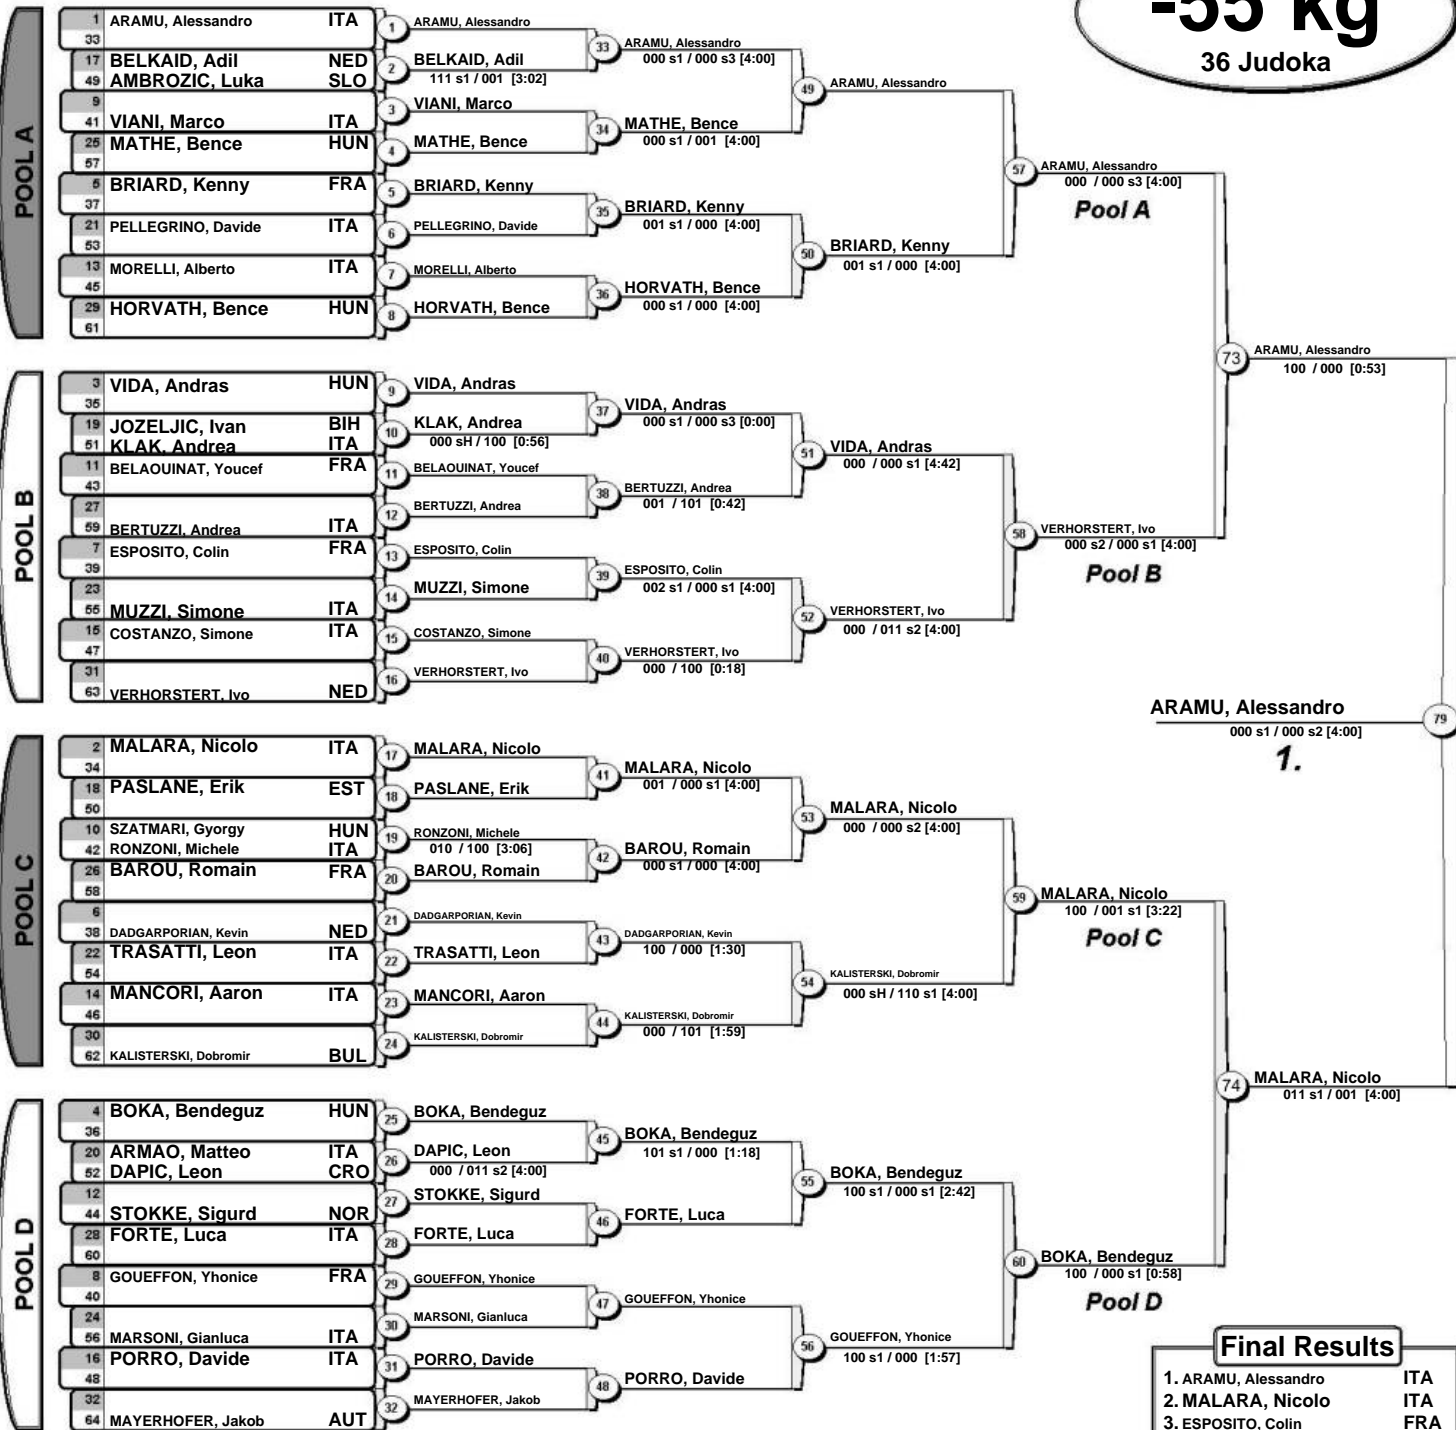 -55 kg
36 Judoka
POOL A
1 ARAMU, Alessandro ITA
33
17 BELKAID, Adil NED
49 AMBROZIC, Luka SLO
9
41 VIANI, Marco ITA
25 MATHE, Bence HUN
57
5 BRIARD, Kenny FRA
37
21 PELLEGRINO, Davide ITA
53
13 MORELLI, Alberto ITA
45
29 HORVATH, Bence HUN
61
1 ARAMU, Alessandro
2 BELKAID, Adil
111 s1 / 001 [3:02]
3 VIANI, Marco
4 MATHE, Bence
5 BRIARD, Kenny
6 PELLEGRINO, Davide
7 MORELLI, Alberto
8 HORVATH, Bence
33 ARAMU, Alessandro
000 s1 / 000 s3 [4:00]
34 MATHE, Bence
000 s1 / 001 [4:00]
35 BRIARD, Kenny
001 s1 / 000 [4:00]
36 HORVATH, Bence
000 s1 / 000 [4:00]
49 ARAMU, Alessandro
50 BRIARD, Kenny
001 s1 / 000 [4:00]
57 ARAMU, Alessandro
000 / 000 s3 [4:00]
Pool A
POOL B
3 VIDA, Andras HUN
35
19 JOZELJIC, Ivan BIH
51 KLAK, Andrea ITA
11 BELAOUINAT, Youcef FRA
43
27
59 BERTUZZI, Andrea ITA
7 ESPOSITO, Colin FRA
39
23
55 MUZZI, Simone ITA
15 COSTANZO, Simone ITA
47
31
63 VERHORSTERT, Ivo NED
9 VIDA, Andras
10 KLAK, Andrea
000 sH / 100 [0:56]
11 BELAOUINAT, Youcef
12 BERTUZZI, Andrea
13 ESPOSITO, Colin
14 MUZZI, Simone
15 COSTANZO, Simone
16 VERHORSTERT, Ivo
37 VIDA, Andras
000 s1 / 000 s3 [0:00]
38 BERTUZZI, Andrea
001 / 101 [0:42]
39 ESPOSITO, Colin
002 s1 / 000 s1 [4:00]
40 VERHORSTERT, Ivo
000 / 100 [0:18]
51 VIDA, Andras
000 / 000 s1 [4:42]
52 VERHORSTERT, Ivo
000 / 011 s2 [4:00]
58 VERHORSTERT, Ivo
000 s2 / 000 s1 [4:00]
Pool B
73 ARAMU, Alessandro
100 / 000 [0:53]
ARAMU, Alessandro 79
000 s1 / 000 s2 [4:00]
1.
POOL C
2 MALARA, Nicolo ITA
34
18 PASLANE, Erik EST
50
10 SZATMARI, Gyorgy HUN
42 RONZONI, Michele ITA
26 BAROU, Romain FRA
58
6
38 DADGARPORIAN, Kevin NED
22 TRASATTI, Leon ITA
54
14 MANCORI, Aaron ITA
46
30
62 KALISTERSKI, Dobromir BUL
17 MALARA, Nicolo
18 PASLANE, Erik
19 RONZONI, Michele
010 / 100 [3:06]
20 BAROU, Romain
21 DADGARPORIAN, Kevin
22 TRASATTI, Leon
23 MANCORI, Aaron
24 KALISTERSKI, Dobromir
41 MALARA, Nicolo
001 / 000 s1 [4:00]
42 BAROU, Romain
000 s1 / 000 [4:00]
43 DADGARPORIAN, Kevin
100 / 000 [1:30]
44 KALISTERSKI, Dobromir
000 / 101 [1:59]
53 MALARA, Nicolo
000 / 000 s2 [4:00]
54 KALISTERSKI, Dobromir
000 sH / 110 s1 [4:00]
59 MALARA, Nicolo
100 / 001 s1 [3:22]
Pool C
POOL D
4 BOKA, Bendeguz HUN
36
20 ARMAO, Matteo ITA
52 DAPIC, Leon CRO
12
44 STOKKE, Sigurd NOR
28 FORTE, Luca ITA
60
8 GOUEFFON, Yhonice FRA
40
24
56 MARSONI, Gianluca ITA
16 PORRO, Davide ITA
48
32
64 MAYERHOFER, Jakob AUT
25 BOKA, Bendeguz
26 DAPIC, Leon
000 / 011 s2 [4:00]
27 STOKKE, Sigurd
28 FORTE, Luca
29 GOUEFFON, Yhonice
30 MARSONI, Gianluca
31 PORRO, Davide
32 MAYERHOFER, Jakob
45 BOKA, Bendeguz
101 s1 / 000 [1:18]
46 FORTE, Luca
47 GOUEFFON, Yhonice
48 PORRO, Davide
55 BOKA, Bendeguz
100 s1 / 000 s1 [2:42]
56 GOUEFFON, Yhonice
100 s1 / 000 [1:57]
60 BOKA, Bendeguz
100 / 000 s1 [0:58]
Pool D
74 MALARA, Nicolo
011 s1 / 001 [4:00]
Final Results
1. ARAMU, Alessandro ITA
2. MALARA, Nicolo ITA
3. ESPOSITO, Colin FRA